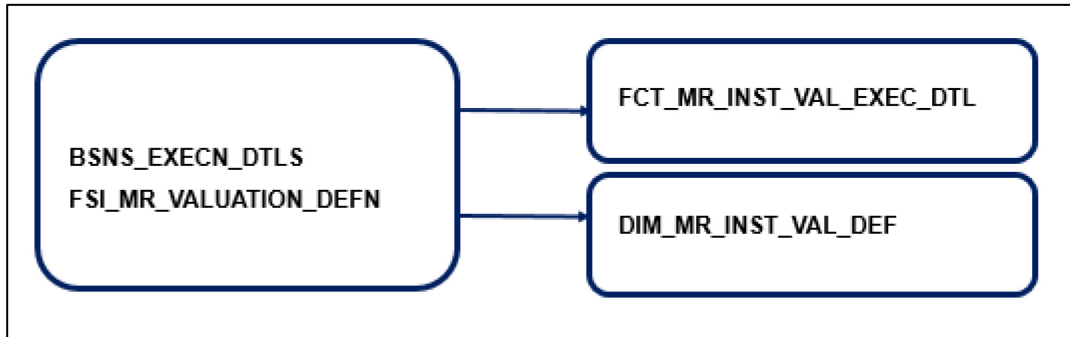 BSNS_EXECN_DTLS
FSI_MR_VALUATION_DEFN
FCT_MR_INST_VAL_EXEC_DTL
DIM_MR_INST_VAL_DEF